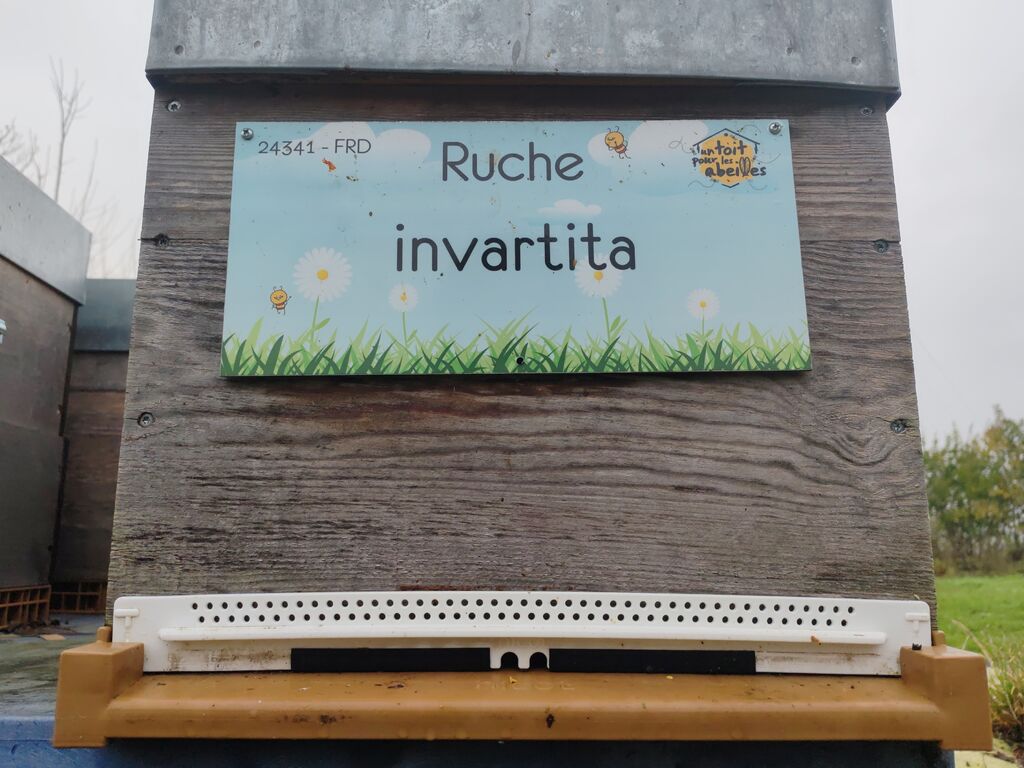 24341 - FRD
Ruche
un toit
pour les
abeilles
invartita